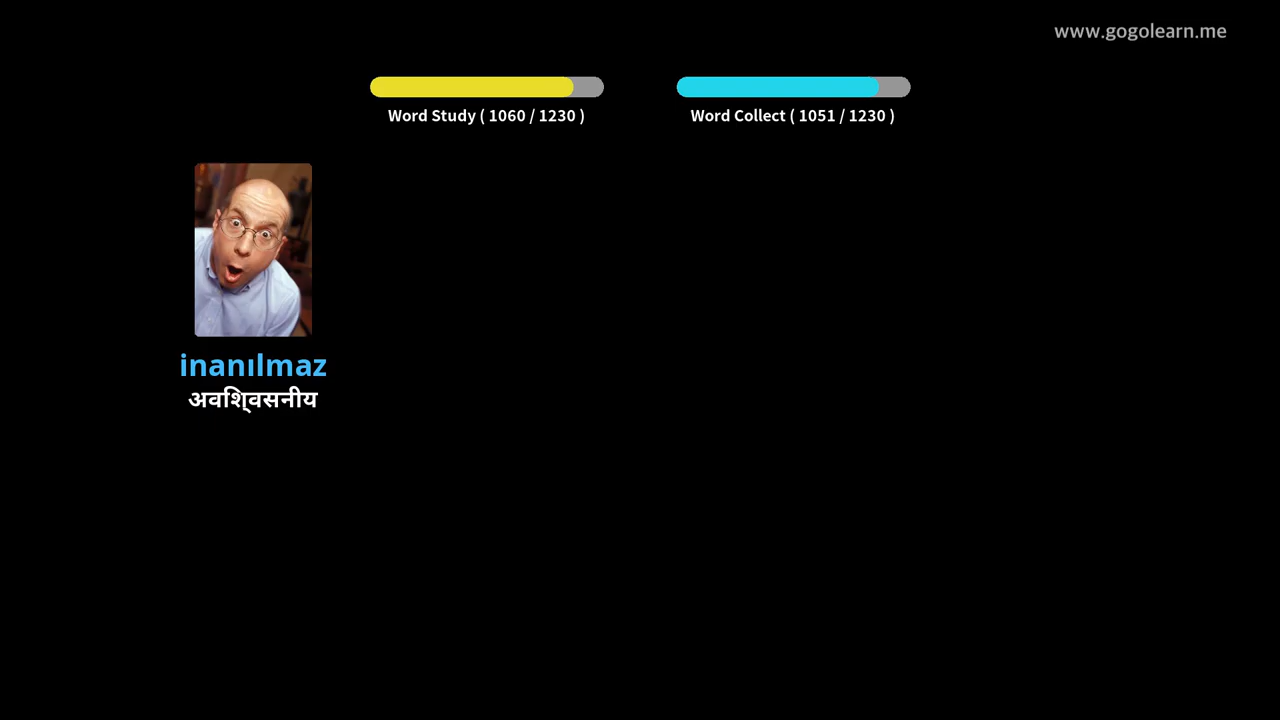 www.gogolearn.me
Word Study ( 1060 / 1230 )
Word Collect ( 1051 / 1230 )
inanılmaz
अविश्वसनीय